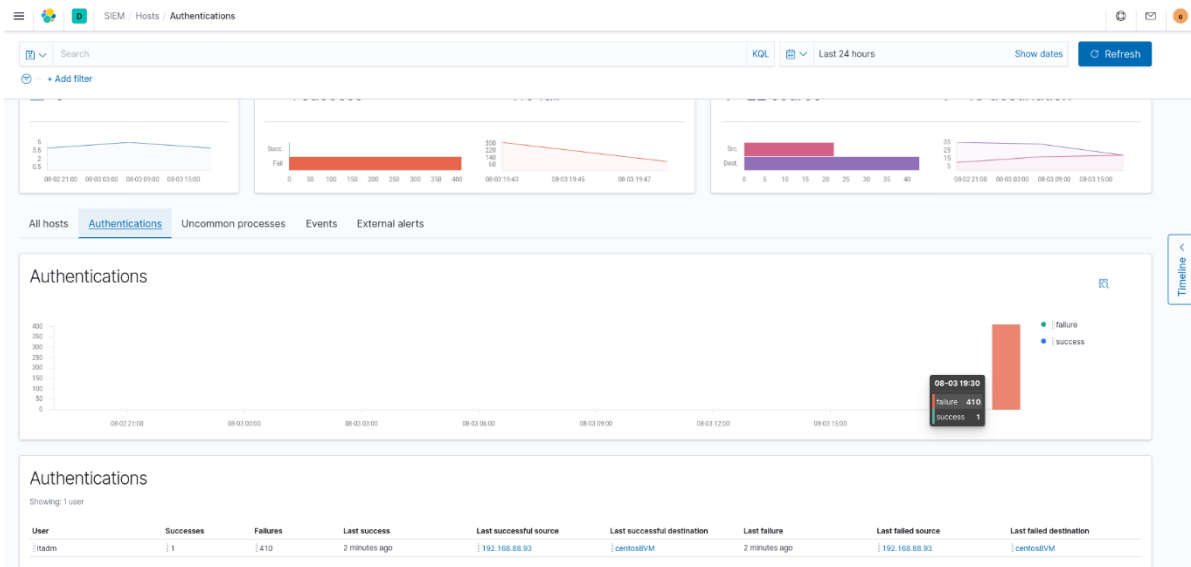 D SIEM / Hosts / Authentications e
Search KQL Last 24 hours Show dates Refresh
+ Add filter
5
3.5
2
0.5
08-02 21:00 08-03 03:00 08-03 09:00 08-03 15:00
Succ.
Fail
0 50 100 150 200 250 300 350 400
300
220
140
60
08-03 19:43 08-03 19:45 08-03 19:47
Src.
Dest.
0 5 10 15 20 25 30 35 40
35
25
15
5
08-02 21:00 08-03 03:00 08-03 09:00 08-03 15:00
All hosts Authentications Uncommon processes Events External alerts
Timeline
Authentications
400
350
300
250
200
150
100
50
0
08-02 21:00 08-03 00:00 08-03 03:00 08-03 06:00 08-03 09:00 08-03 12:00 08-03 15:00
failure
success
08-03 19:30
failure 410
success 1
Authentications
Showing: 1 user
User Successes Failures Last success Last successful source Last successful destination Last failure Last failed source Last failed destination
itadm 1 410 2 minutes ago 192.168.88.93 centos8VM 2 minutes ago 192.168.88.93 centos8VM